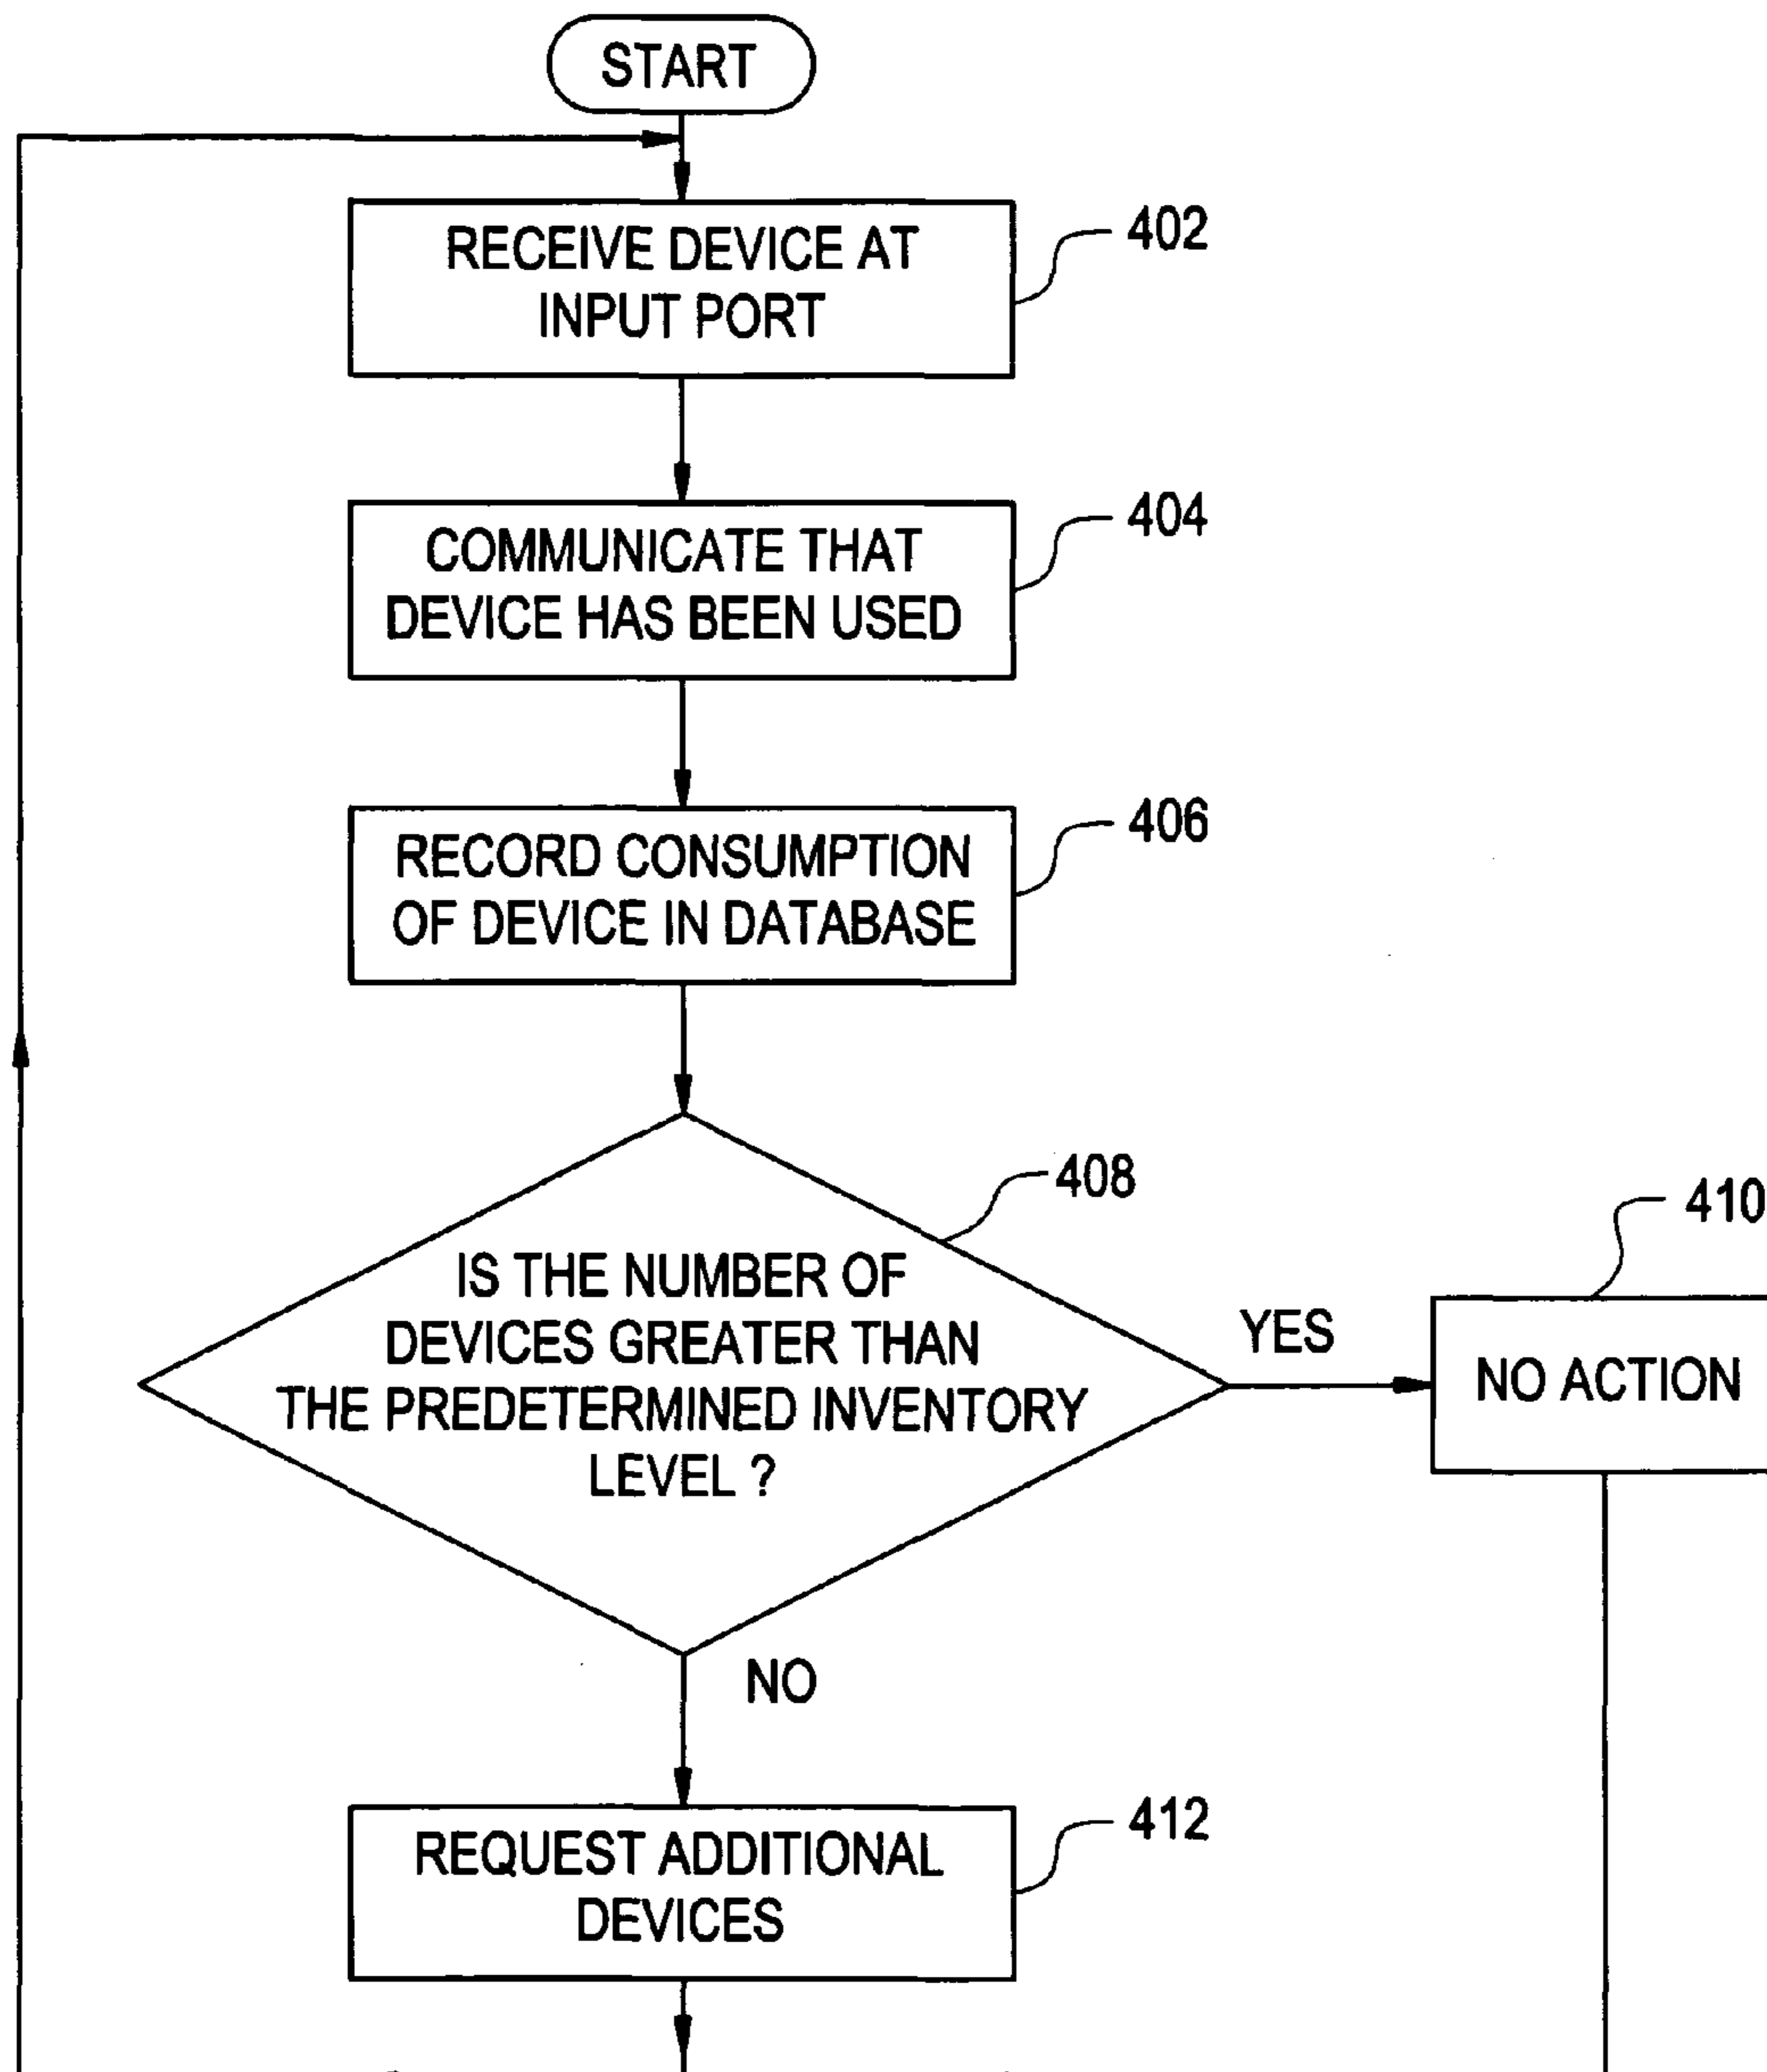 START
RECEIVE DEVICE AT
INPUT PORT
402
COMMUNICATE THAT
DEVICE HAS BEEN USED
404
RECORD CONSUMPTION
OF DEVICE IN DATABASE
406
408
IS THE NUMBER OF
DEVICES GREATER THAN
THE PREDETERMINED INVENTORY
LEVEL ?
YES
410
NO ACTION
NO
REQUEST ADDITIONAL
DEVICES
412